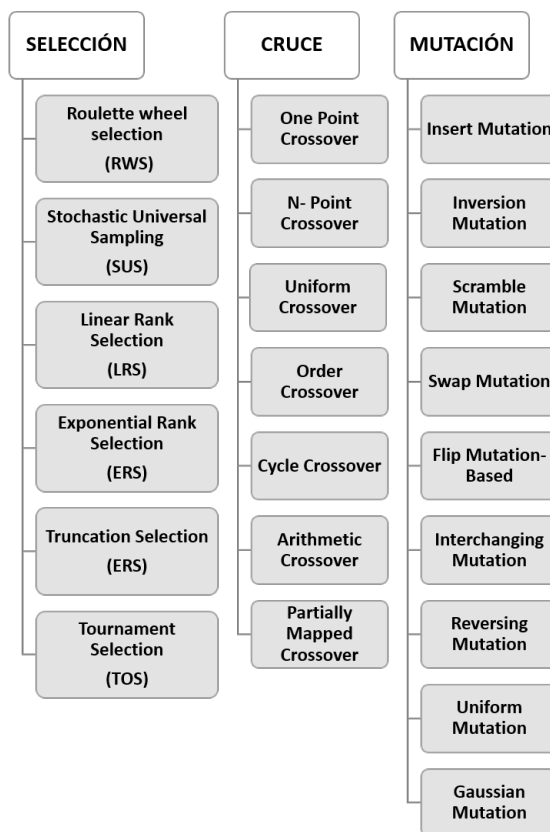 SELECCIÓN
Roulette wheel
selection
(RWS)
Stochastic Universal
Sampling
(SUS)
Linear Rank
Selection
(LRS)
Exponential Rank
Selection
(ERS)
Truncation Selection
(ERS)
Tournament
Selection
(TOS)
CRUCE
One Point
Crossover
N- Point
Crossover
Uniform
Crossover
Order
Crossover
Cycle Crossover
Arithmetic
Crossover
Partially
Mapped
Crossover
MUTACIÓN
Insert Mutation
Inversion
Mutation
Scramble
Mutation
Swap Mutation
Flip Mutation-
Based
Interchanging
Mutation
Reversing
Mutation
Uniform
Mutation
Gaussian
Mutation